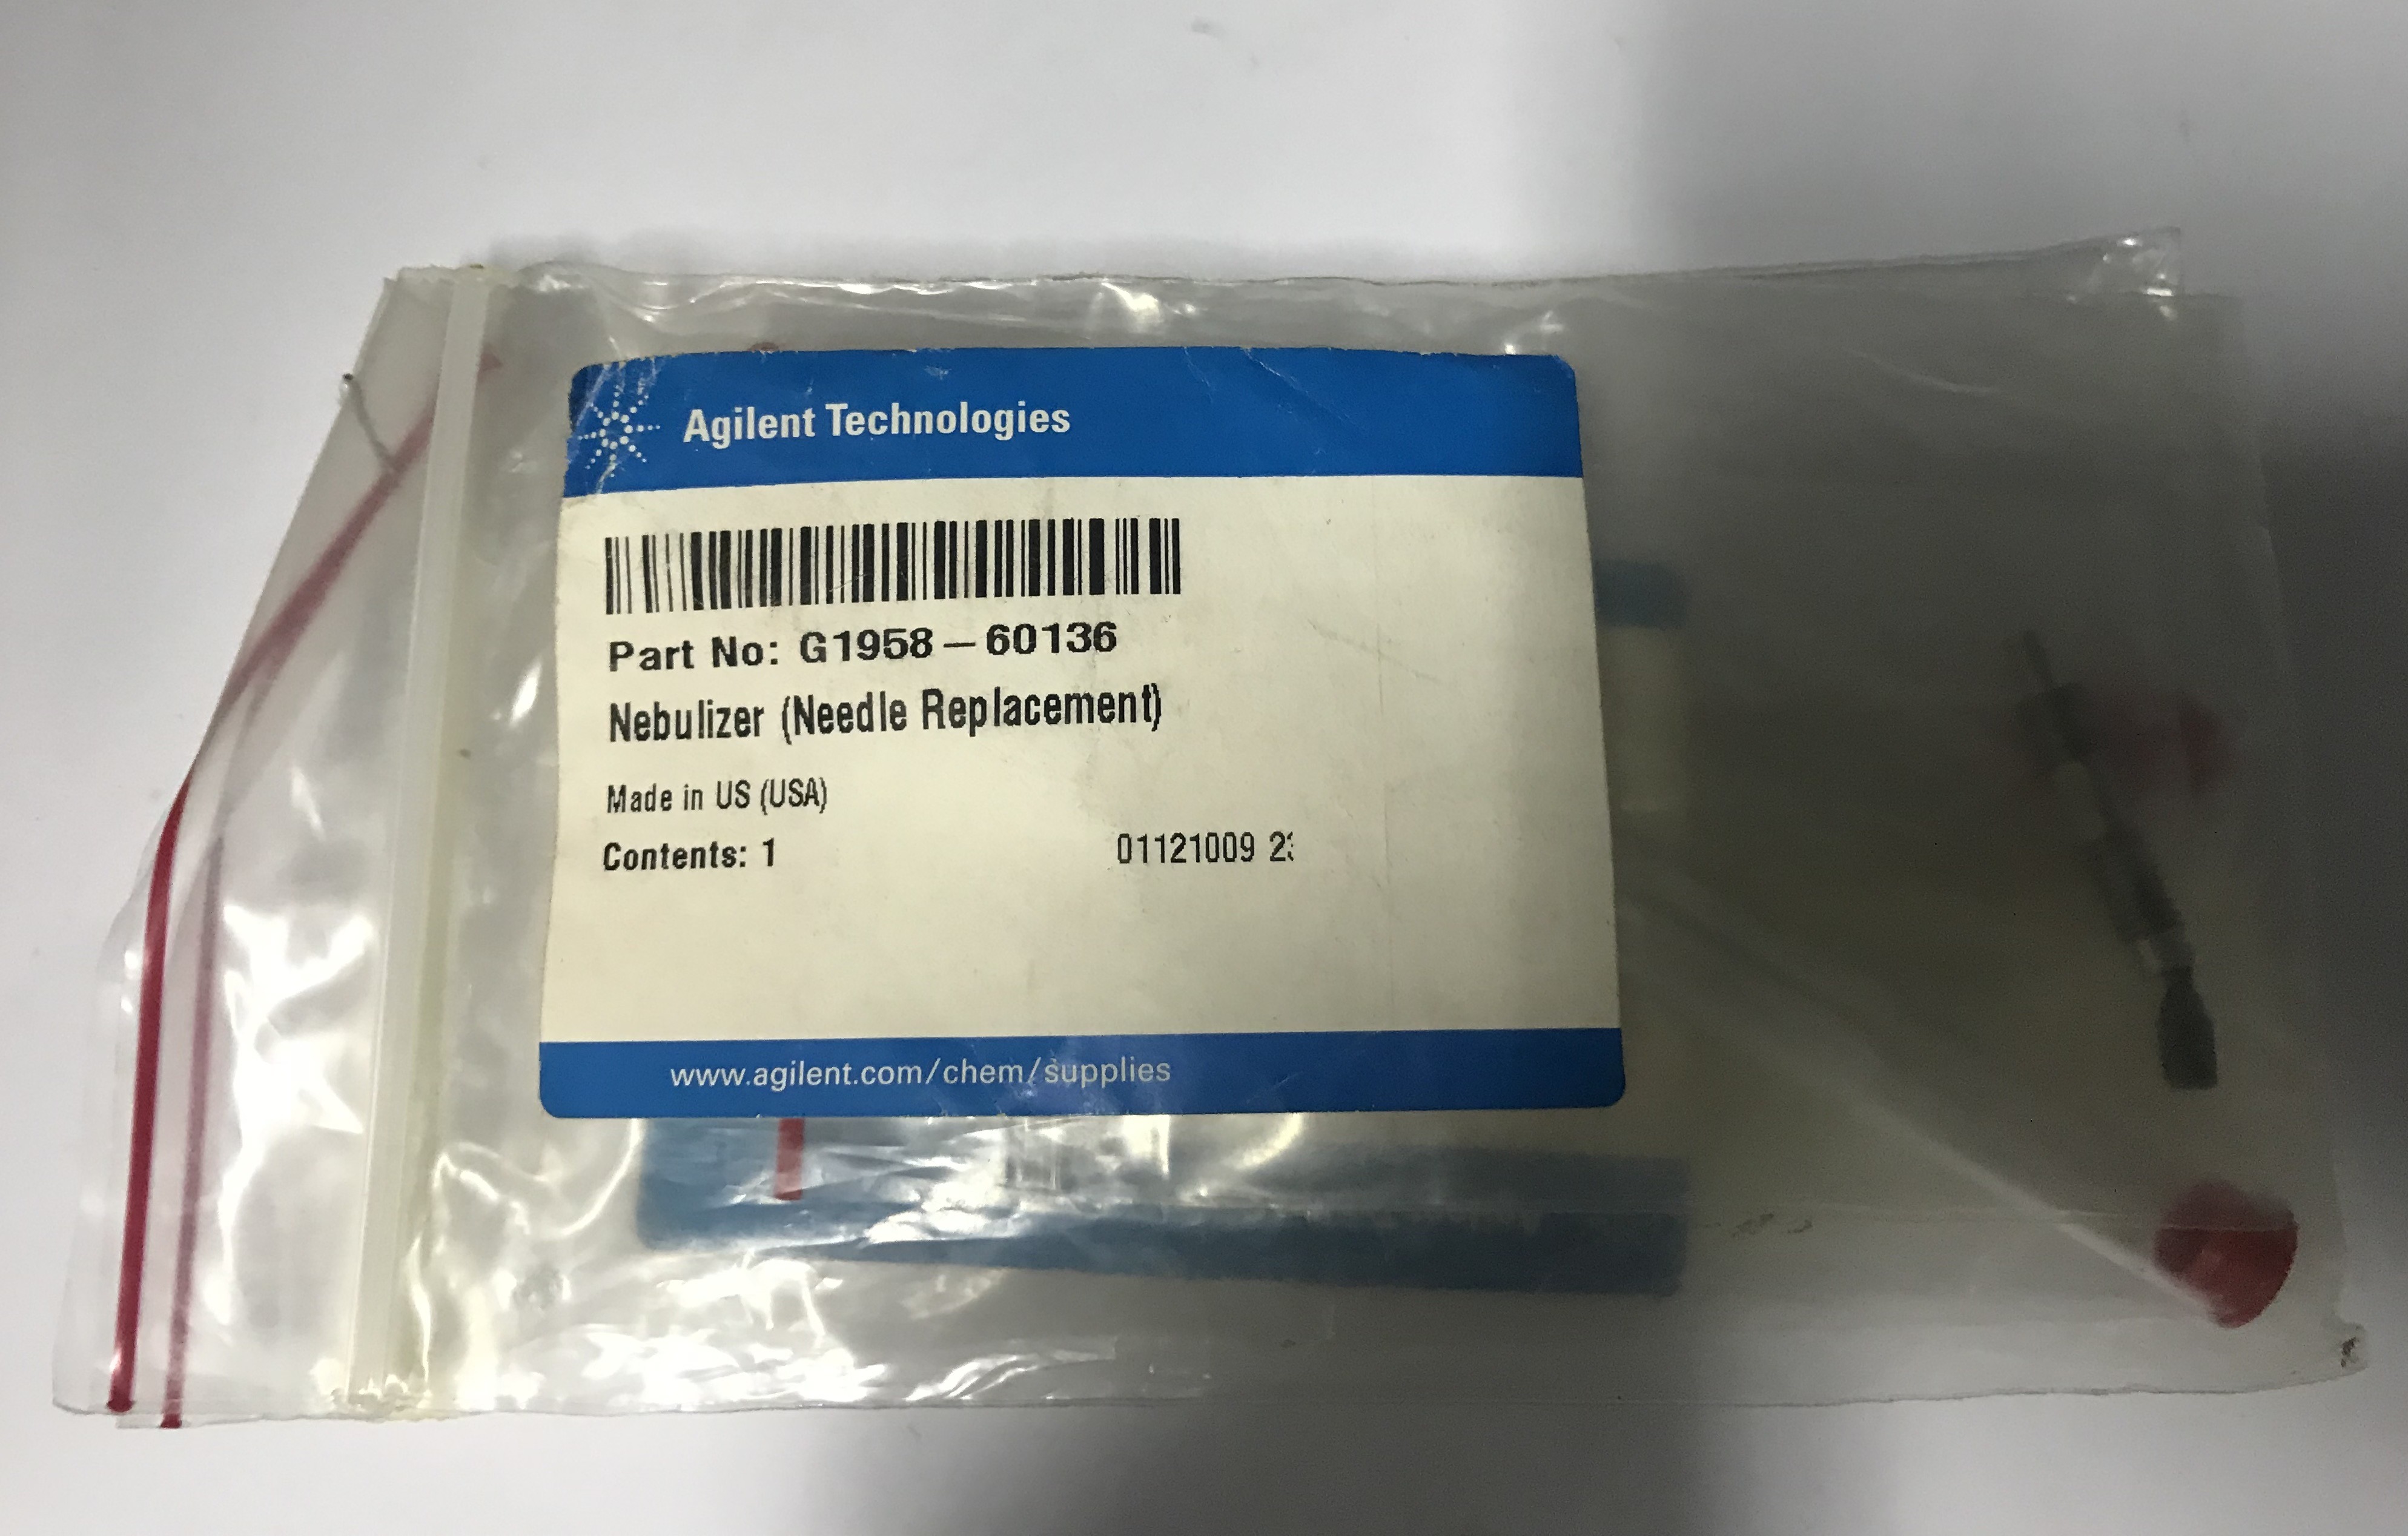 Agilent Technologies
Part No: G1958-60136
Nebulizer (Needle Replacement)
Made in US (USA)
Contents: 1
01121009
www.agilent.com/chem/supplies